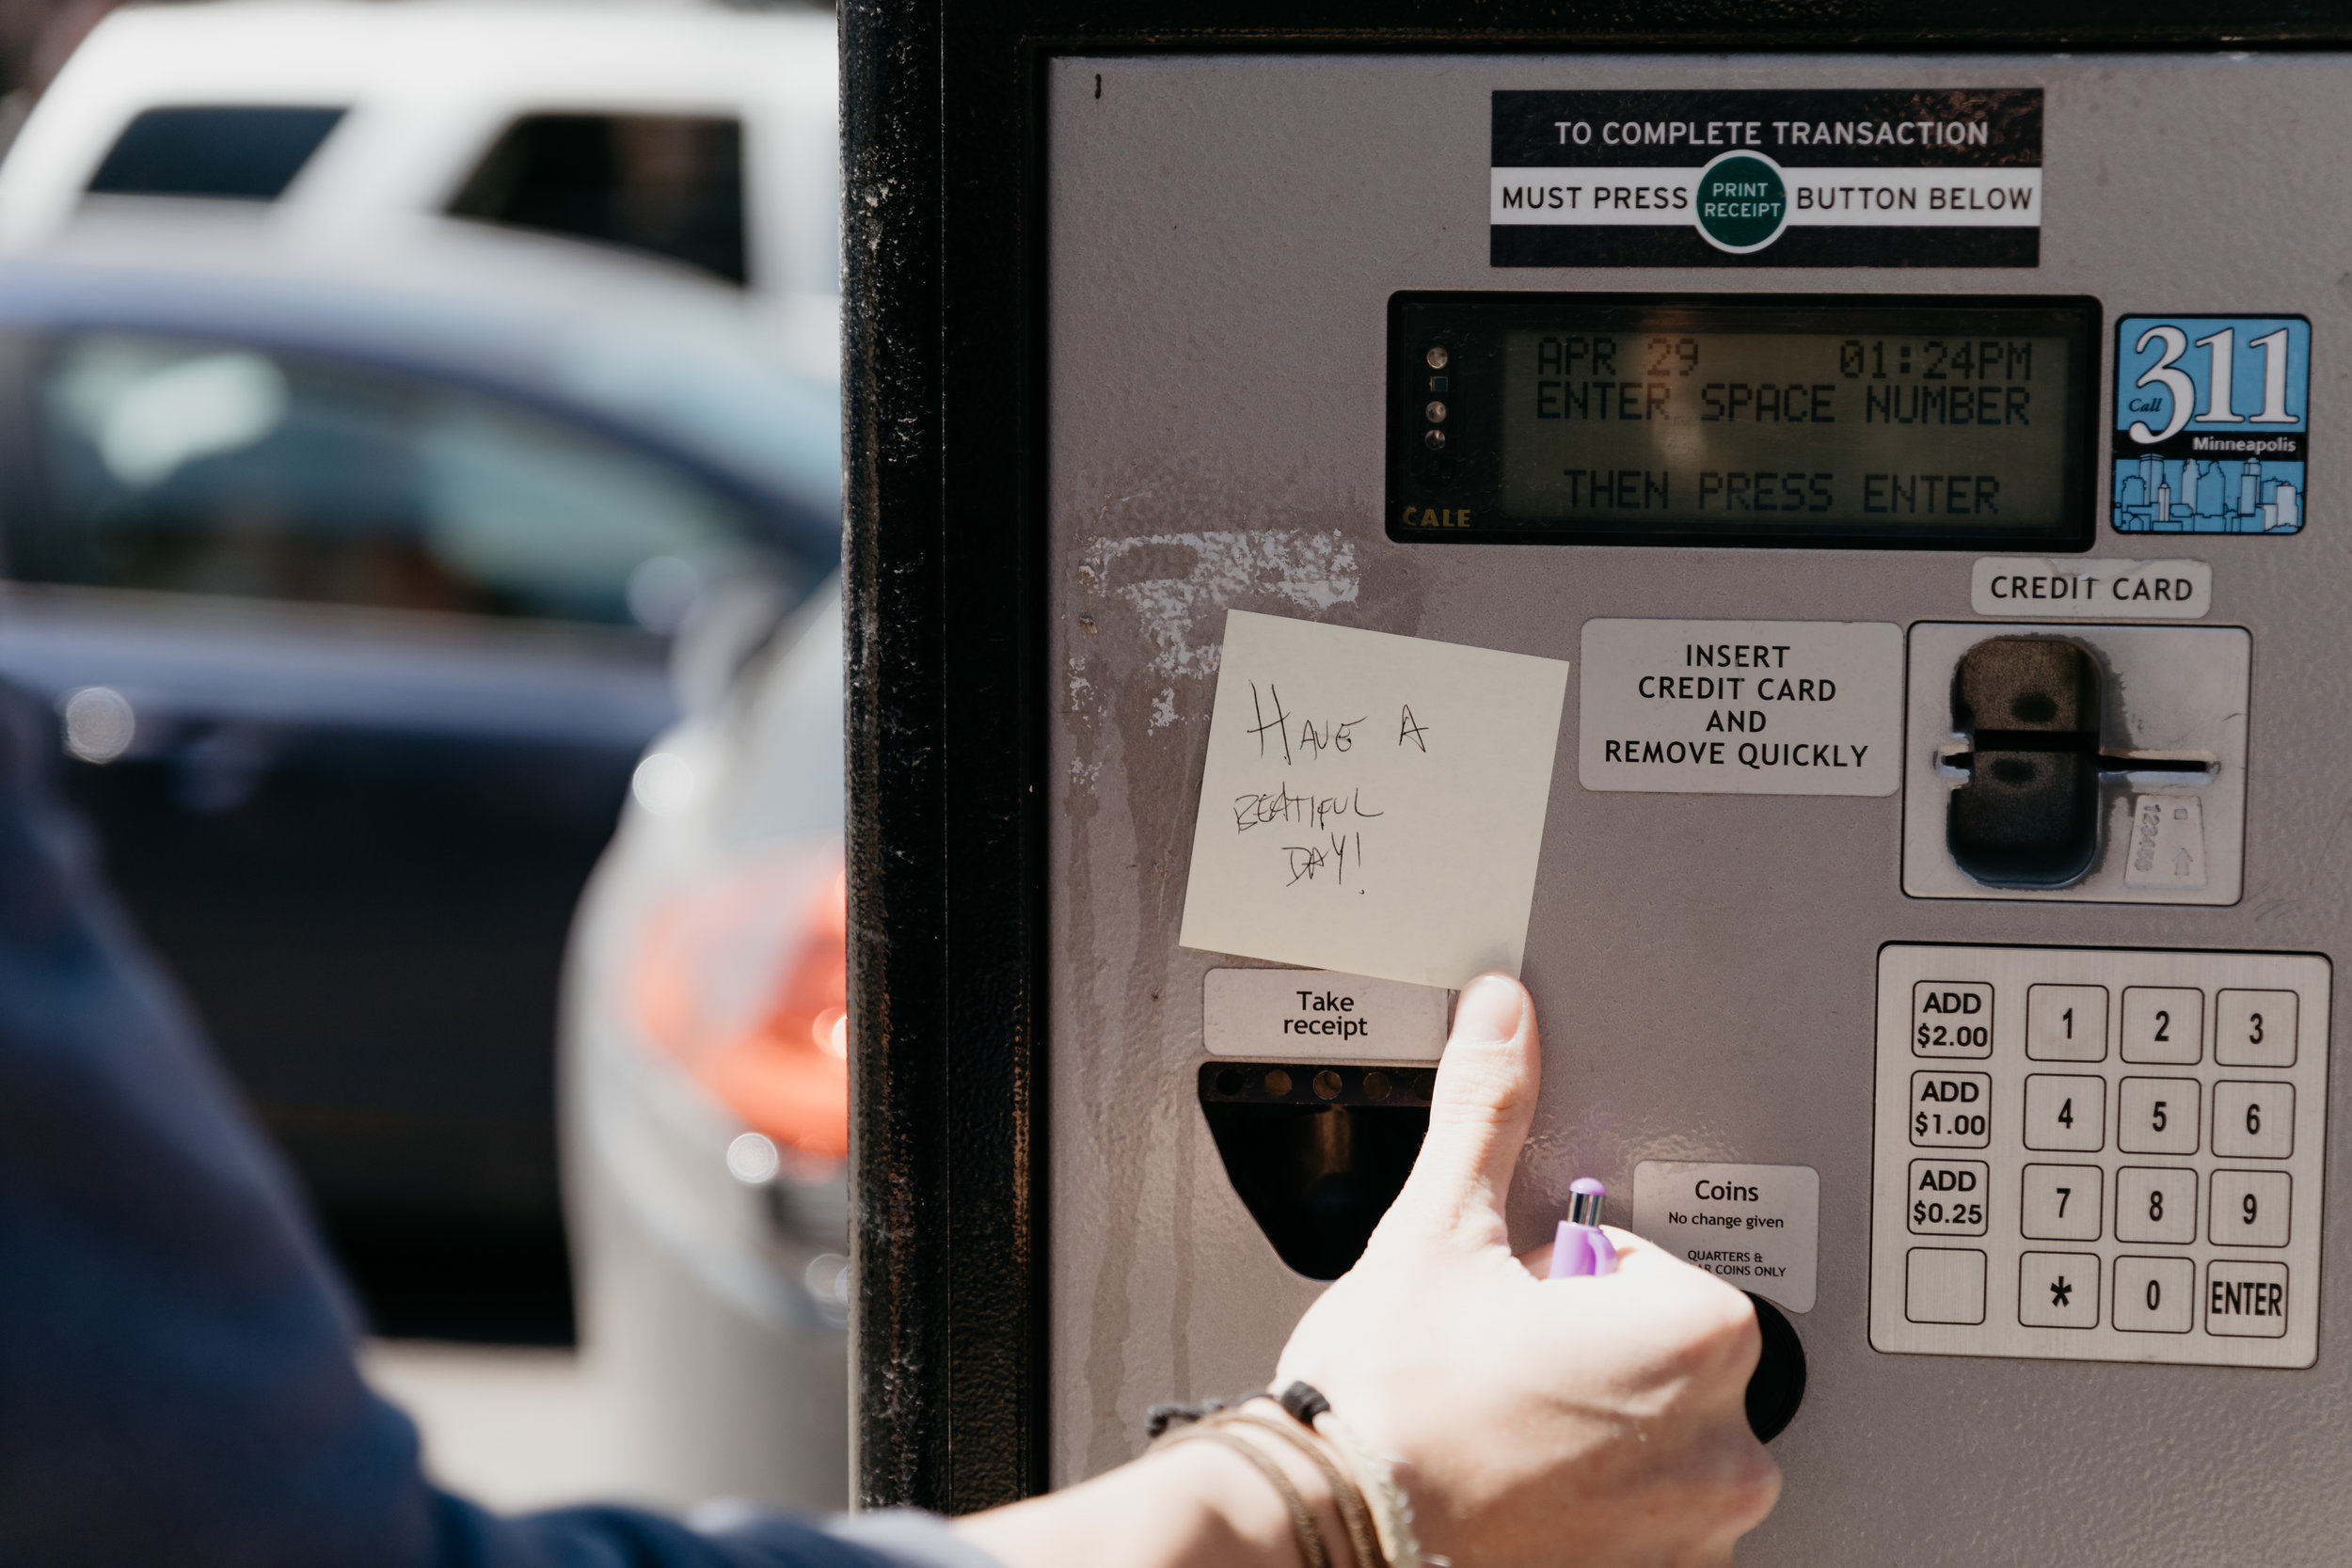 TO COMPLETE TRANSACTION
MUST PRESS PRINT RECEIPT BUTTON BELOW
APR 29 01:24PM
ENTER SPACE NUMBER
THEN PRESS ENTER
CALE
Call 311
Minneapolis
CREDIT CARD
INSERT
CREDIT CARD
AND
REMOVE QUICKLY
123456
HAVE A
BEATIFUL
DAY!
Take
receipt
Coins
No change given
QUARTERS &
COINS ONLY
ADD $2.00 1 2 3
ADD $1.00 4 5 6
ADD $0.25 7 8 9
* 0 ENTER